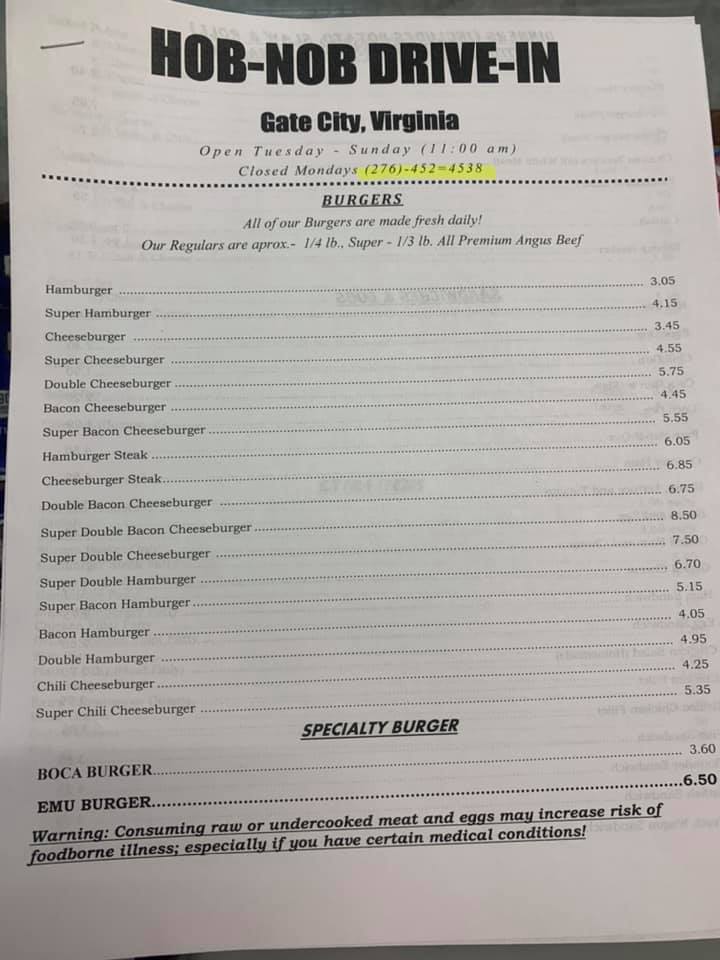 HOB-NOB DRIVE-IN
Gate City, Virginia
Open Tuesday - Sunday (11:00 am)
Closed Mondays (276)-452=4538
BURGERS
All of our Burgers are made fresh daily!
Our Regulars are aprox.- 1/4 lb., Super - 1/3 lb. All Premium Angus Beef
Hamburger 3.05
Super Hamburger 4.15
Cheeseburger 3.45
Super Cheeseburger 4.55
Double Cheeseburger 5.75
Bacon Cheeseburger 4.45
Super Bacon Cheeseburger 5.55
Hamburger Steak 6.05
Cheeseburger Steak 6.85
Double Bacon Cheeseburger 6.75
Super Double Bacon Cheeseburger 8.50
Super Double Cheeseburger 7.50
Super Double Hamburger 6.70
Super Bacon Hamburger 5.15
Bacon Hamburger 4.05
Double Hamburger 4.95
Chili Cheeseburger 4.25
Super Chili Cheeseburger 5.35
SPECIALTY BURGER
BOCA BURGER 3.60
EMU BURGER 6.50
Warning: Consuming raw or undercooked meat and eggs may increase risk of
foodborne illness; especially if you have certain medical conditions!